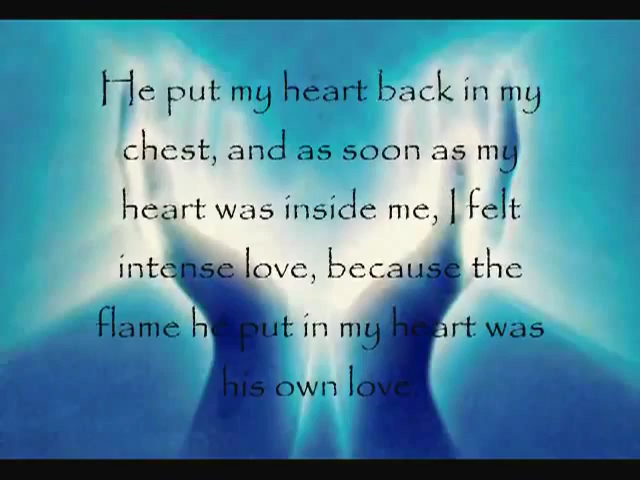 He put my heart back in my
chest, and as soon as my
heart was inside me, I felt
intense love, because the
flame he put in my heart was
his own love